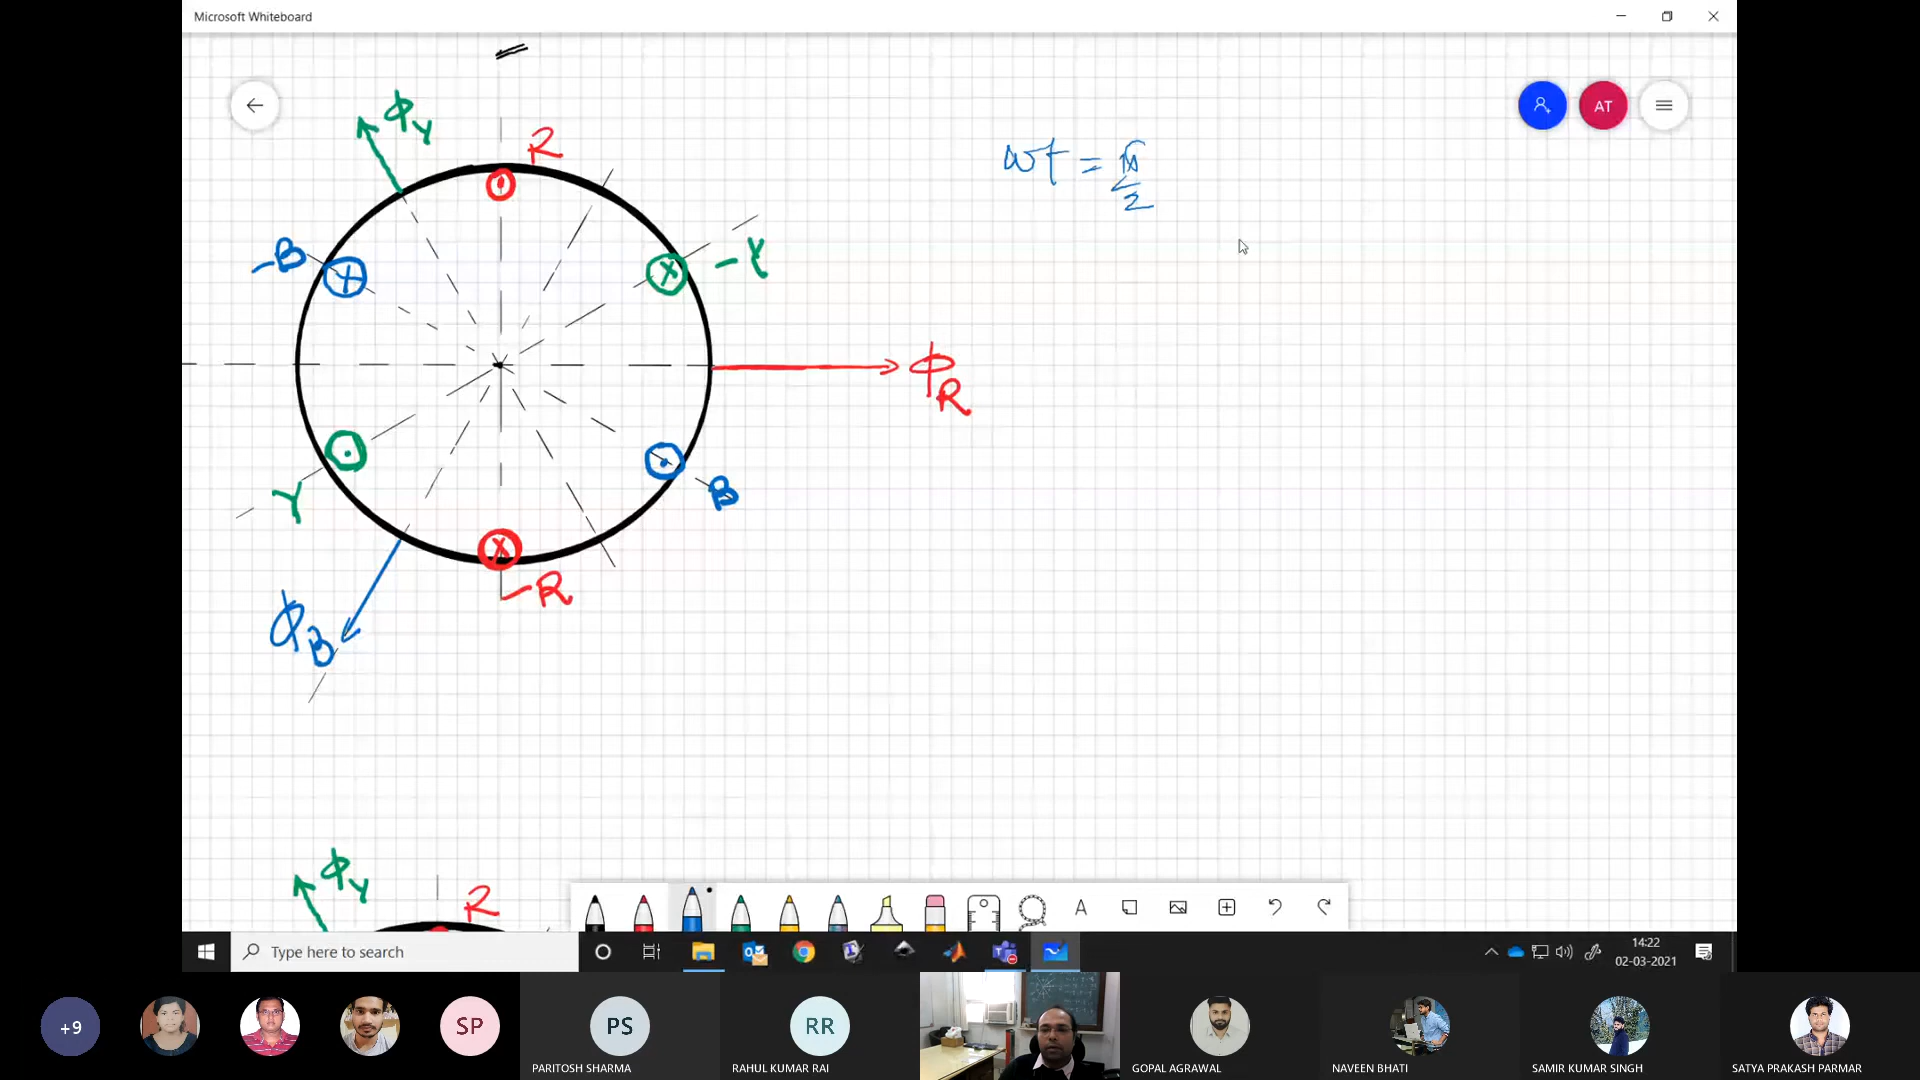 Microsoft Whiteboard
AT
ϕY
R
ωt = π/2
-B
-Y
ϕR
Y
B
-R
ϕB
ϕY
R
A
Type here to search
14:22
02-03-2021
+9
SP
PS
RR
PARITOSH SHARMA
RAHUL KUMAR RAI
GOPAL AGRAWAL
NAVEEN BHATI
SAMIR KUMAR SINGH
SATYA PRAKASH PARMAR